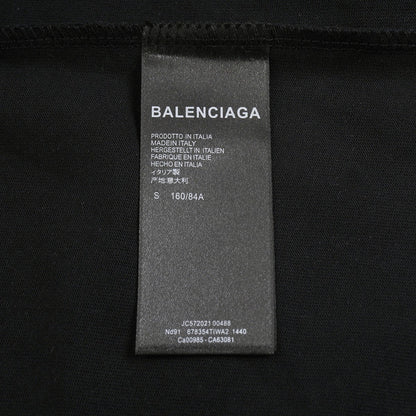 BALENCIAGA
PRODOTTO IN ITALIA
MADE IN ITALY
HERGESTELLT IN ITALIEN
FABRIQUE EN ITALIE
HECHO EN ITALIA
イタリア製
产地:意大利
S 160/84A
JC572021 00488
Nd91 678354TIWA2 1440
Ca00985 - CA63081